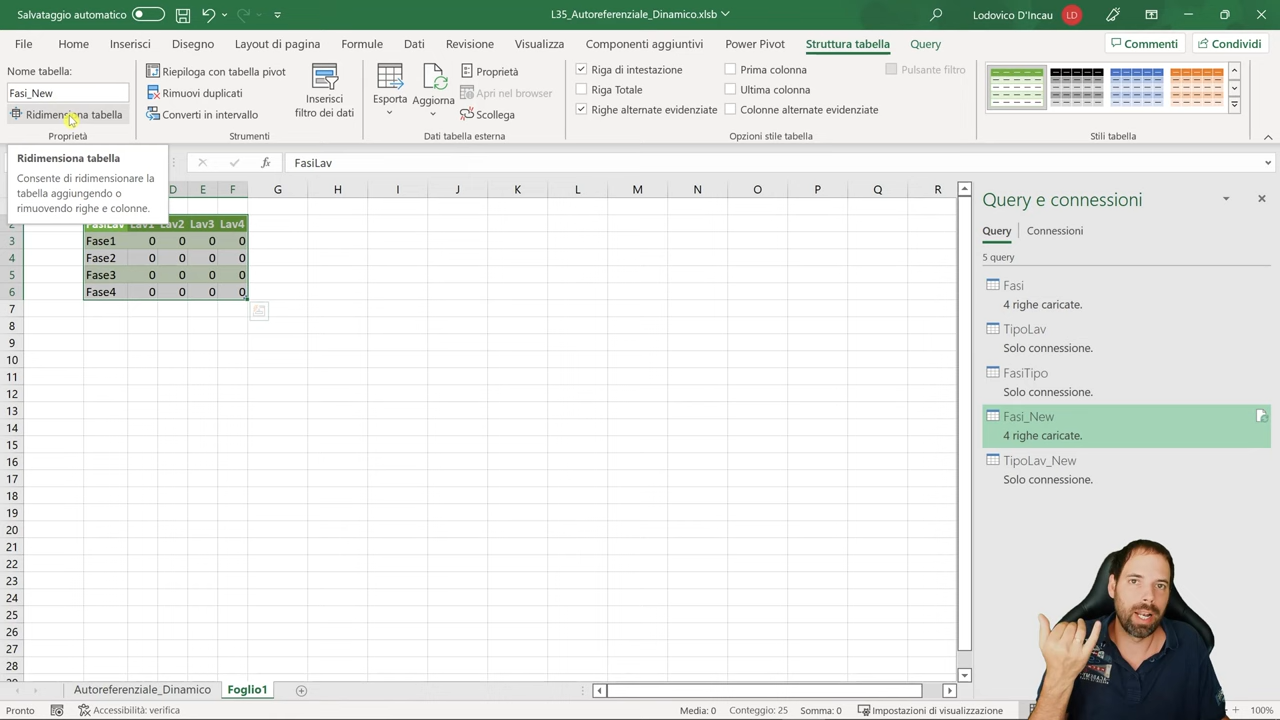 Salvataggio automatico
L35_Autoreferenziale_Dinamico.xlsb
Lodovico D'Incau LD
File Home Inserisci Disegno Layout di pagina Formule Dati Revisione Visualizza Componenti aggiuntivi Power Pivot Struttura tabella Query Commenti Condividi
Nome tabella:
Fasi_New
Ridimensiona tabella
Proprietà
Riepiloga con tabella pivot
Rimuovi duplicati
Converti in intervallo
Inserisci
filtro dei dati
Strumenti
Esporta
Aggiorna
Proprietà
Apri nel browser
Scollega
Dati tabella esterna
Riga di intestazione
Riga Totale
Righe alternate evidenziate
Prima colonna
Ultima colonna
Colonne alternate evidenziate
Pulsante filtro
Opzioni stile tabella
Stili tabella
Ridimensiona tabella
Consente di ridimensionare la
tabella aggiungendo o
rimuovendo righe e colonne.
fx FasiLav
D E F G H I J K L M N O P Q R
2 FasiLav Lav1 Lav2 Lav3 Lav4
3 Fase1 0 0 0 0
4 Fase2 0 0 0 0
5 Fase3 0 0 0 0
6 Fase4 0 0 0 0
7
8
9
10
11
12
13
14
15
16
17
18
19
20
21
22
23
24
25
26
27
28
Query e connessioni
Query Connessioni
5 query
Fasi
4 righe caricate.
TipoLav
Solo connessione.
FasiTipo
Solo connessione.
Fasi_New
4 righe caricate.
TipoLav_New
Solo connessione.
Autoreferenziale_Dinamico Foglio1
Pronto Accessibilità: verifica Media: 0 Conteggio: 25 Somma: 0 Impostazioni di visualizzazione 100%